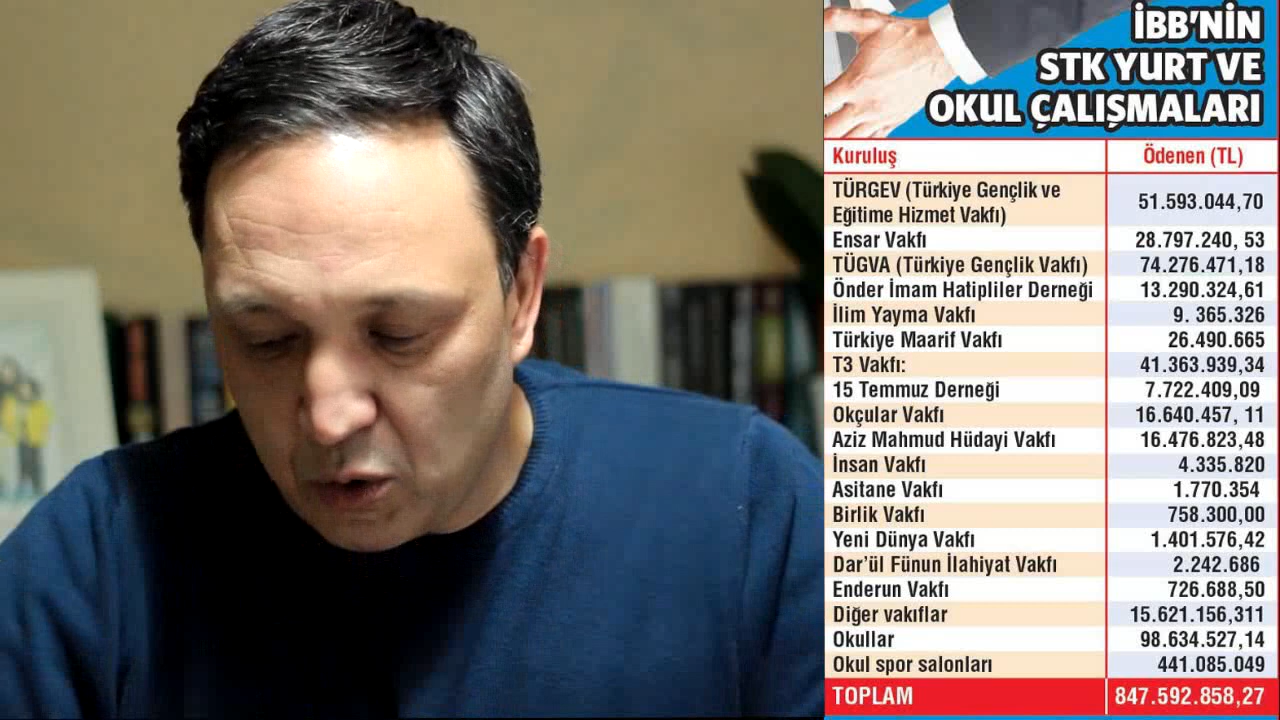 İBB'NİN
STK YURT VE
OKUL ÇALIŞMALARI
Kuruluş Ödenen (TL)
TÜRGEV (Türkiye Gençlik ve
Eğitime Hizmet Vakfı) 51.593.044,70
Ensar Vakfı 28.797.240, 53
TÜGVA (Türkiye Gençlik Vakfı) 74.276.471,18
Önder İmam Hatipliler Derneği 13.290.324,61
İlim Yayma Vakfı 9. 365.326
Türkiye Maarif Vakfı 26.490.665
T3 Vakfı: 41.363.939,34
15 Temmuz Derneği 7.722.409,09
Okçular Vakfı 16.640.457, 11
Aziz Mahmud Hüdayi Vakfı 16.476.823,48
İnsan Vakfı 4.335.820
Asitane Vakfı 1.770.354
Birlik Vakfı 758.300,00
Yeni Dünya Vakfı 1.401.576,42
Dar'ül Fünun İlahiyat Vakfı 2.242.686
Enderun Vakfı 726.688,50
Diğer vakıflar 15.621.156,311
Okullar 98.634.527,14
Okul spor salonları 441.085.049
TOPLAM 847.592.858,27